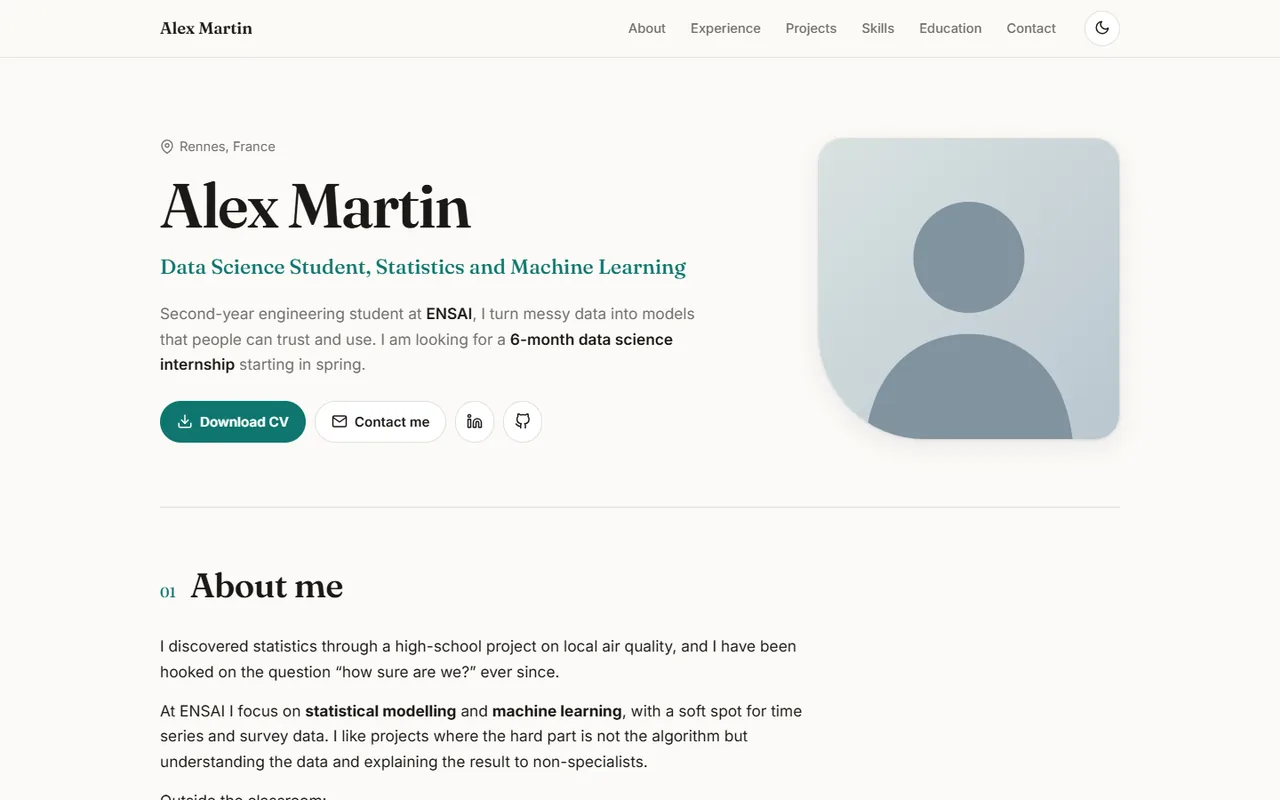 Alex Martin
About Experience Projects Skills Education Contact
Rennes, France
Alex Martin
Data Science Student, Statistics and Machine Learning
Second-year engineering student at ENSAI, I turn messy data into models
that people can trust and use. I am looking for a 6-month data science
internship starting in spring.
Download CV Contact me
01 About me
I discovered statistics through a high-school project on local air quality, and I have been
hooked on the question “how sure are we?” ever since.
At ENSAI I focus on statistical modelling and machine learning, with a soft spot for time
series and survey data. I like projects where the hard part is not the algorithm but
understanding the data and explaining the result to non-specialists.
Outside the classroom: